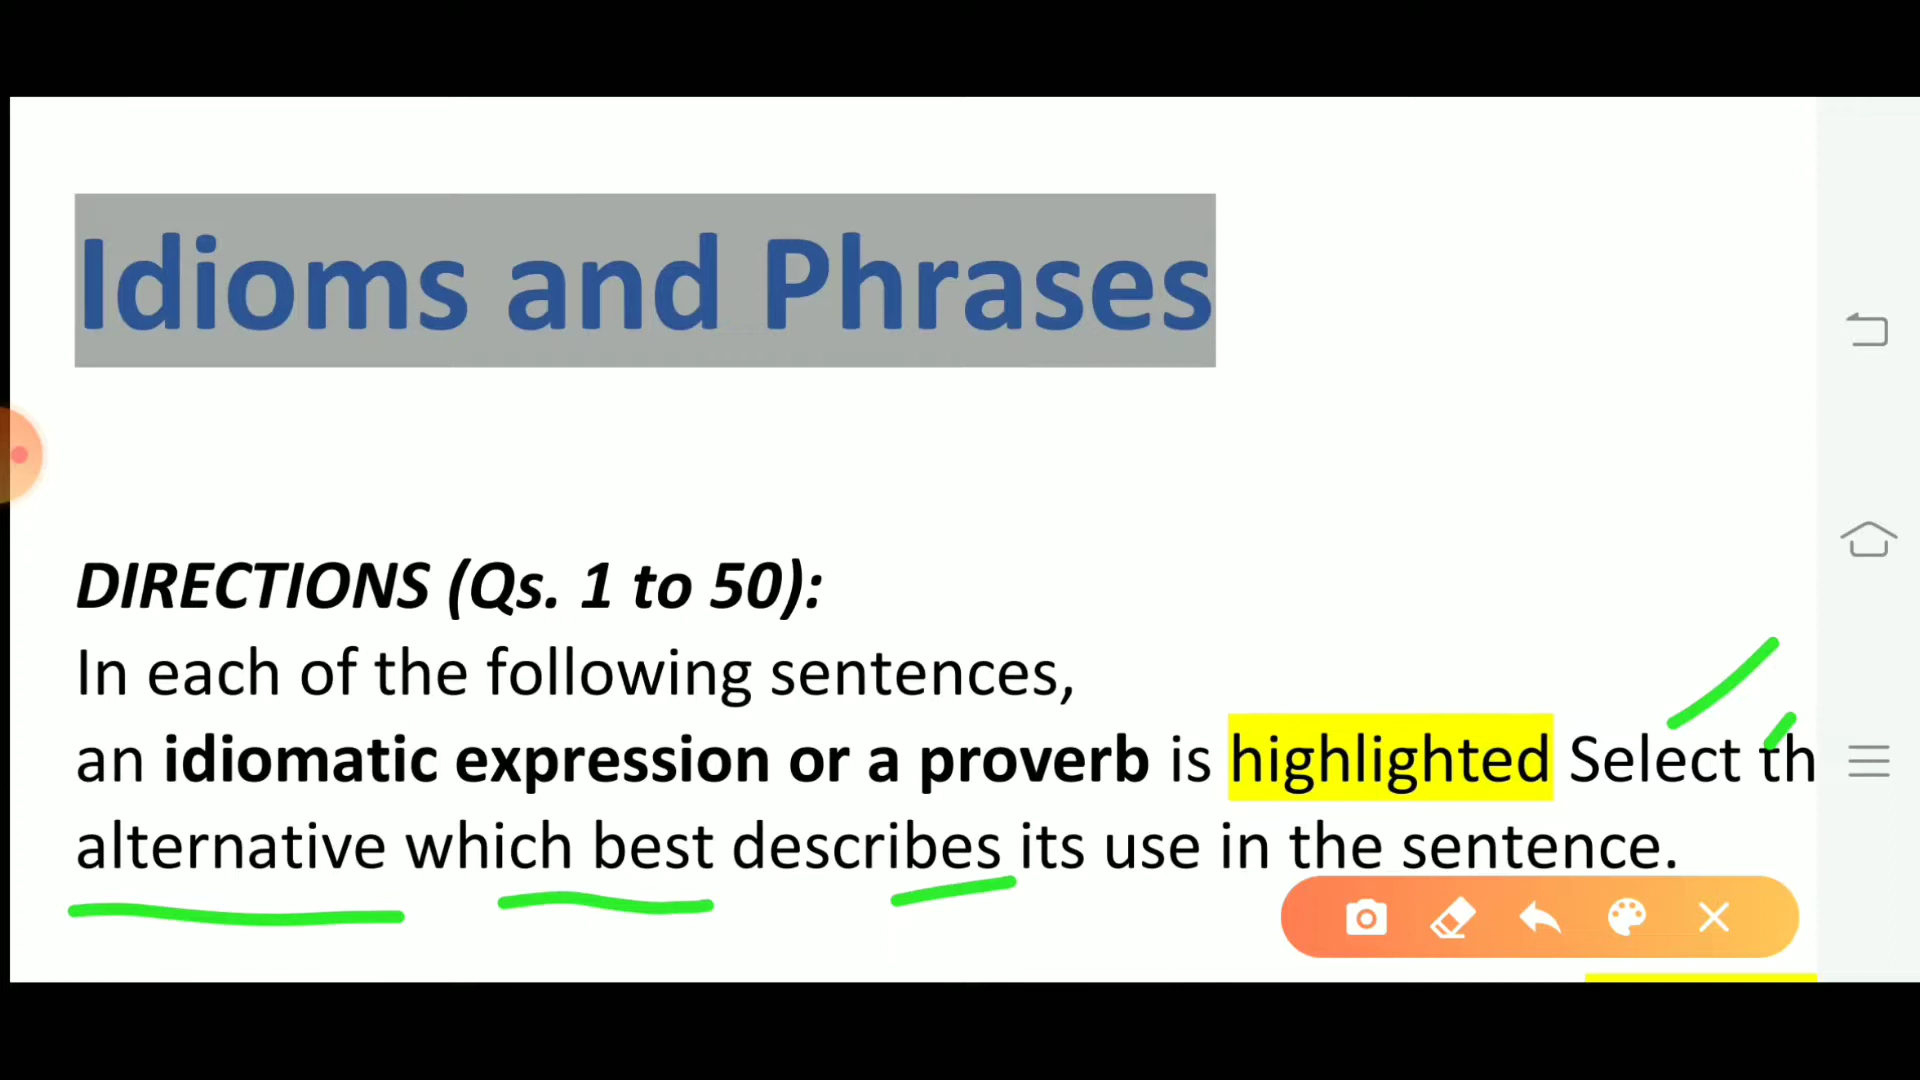 Idioms and Phrases
DIRECTIONS (Qs. 1 to 50):
In each of the following sentences,
an idiomatic expression or a proverb is highlighted Select th
alternative which best describes its use in the sentence.